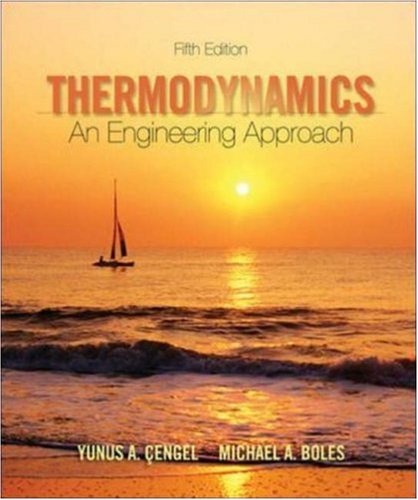 Fifth Edition
THERMODYNAMICS
An Engineering Approach
YUNUS A. ÇENGEL MICHAEL A. BOLES